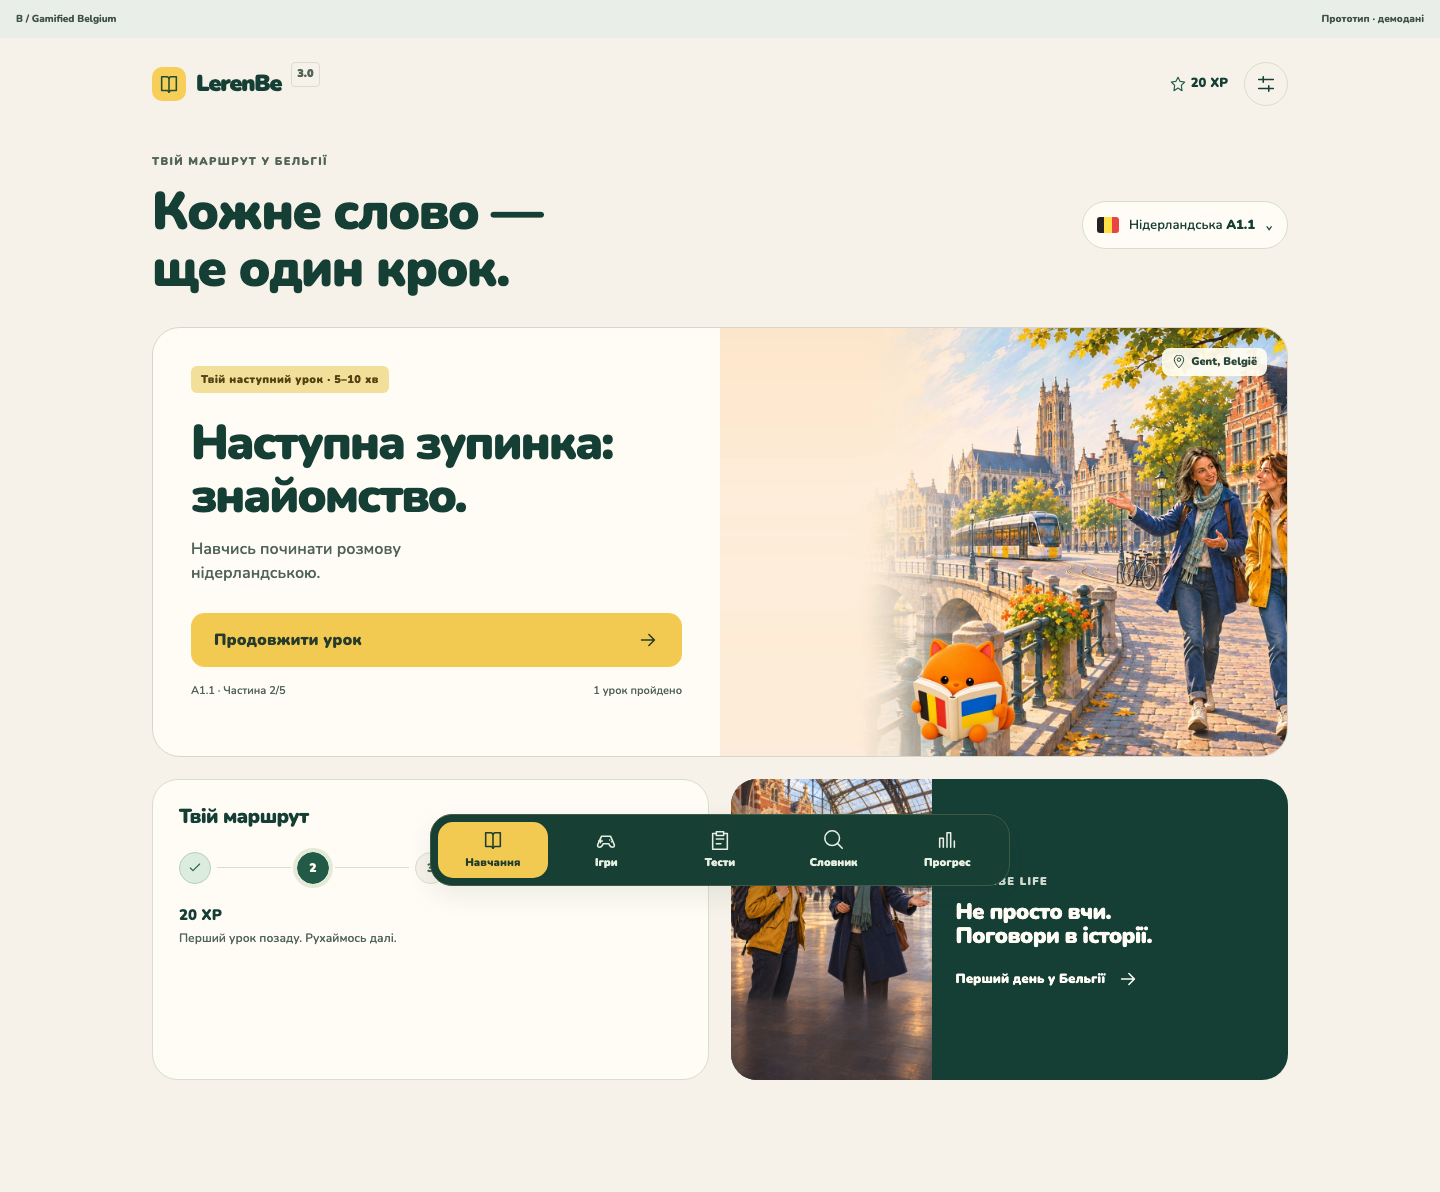 B / Gamified Belgium
Прототип · демодані
LerenBe
3.0
20 XP
ТВІЙ МАРШРУТ У БЕЛЬГІЇ
Кожне слово —
ще один крок.
Нідерландська A1.1
Твій наступний урок · 5–10 хв
Gent, België
Наступна зупинка:
знайомство.
Навчись починати розмову
нідерландською.
Продовжити урок
A1.1 · Частина 2/5
1 урок пройдено
Твій маршрут
2
20 XP
Перший урок позаду. Рухаймось далі.
Навчання
Ігри
Тести
Словник
Прогрес
BE LIFE
Не просто вчи.
Поговори в історії.
Перший день у Бельгії